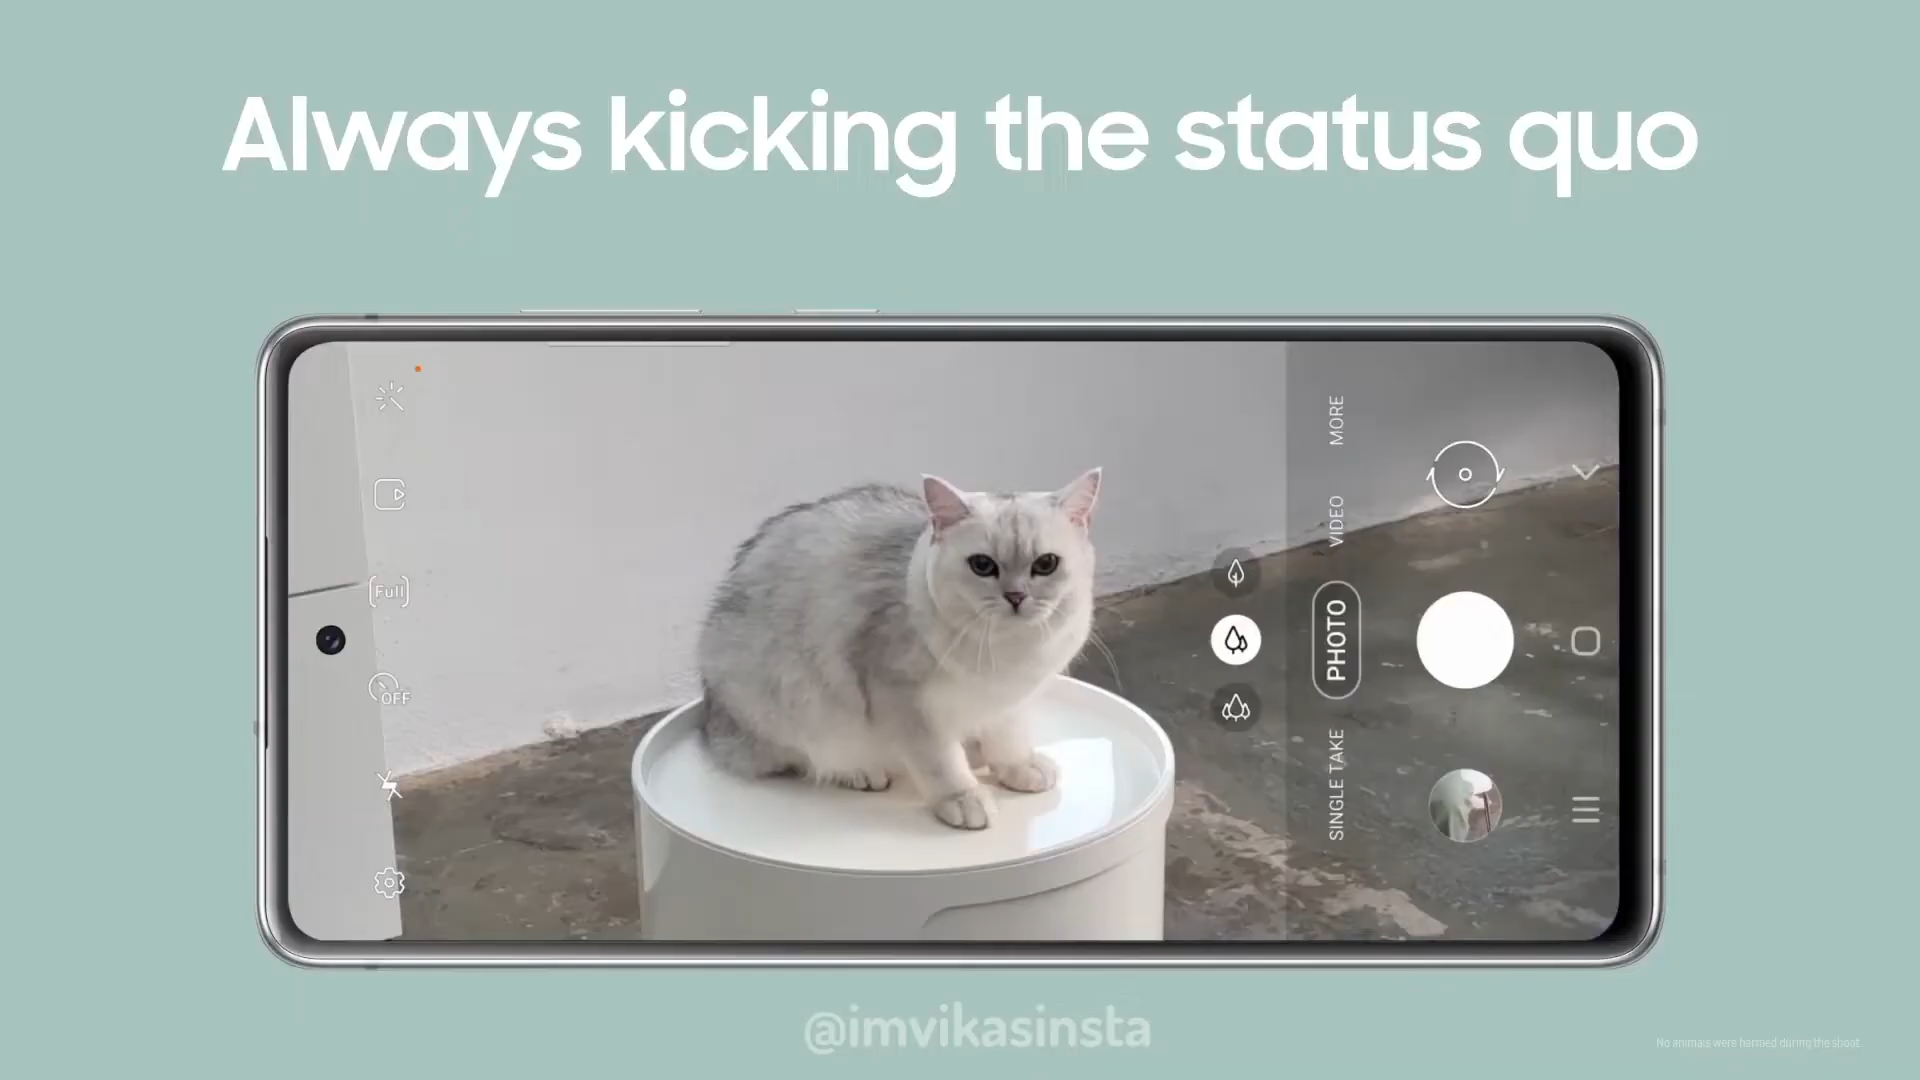 Always kicking the status quo
MORE
VIDEO
PHOTO
SINGLE TAKE
Full
OFF
@imvikasinsta
No animals were harmed during the shoot.